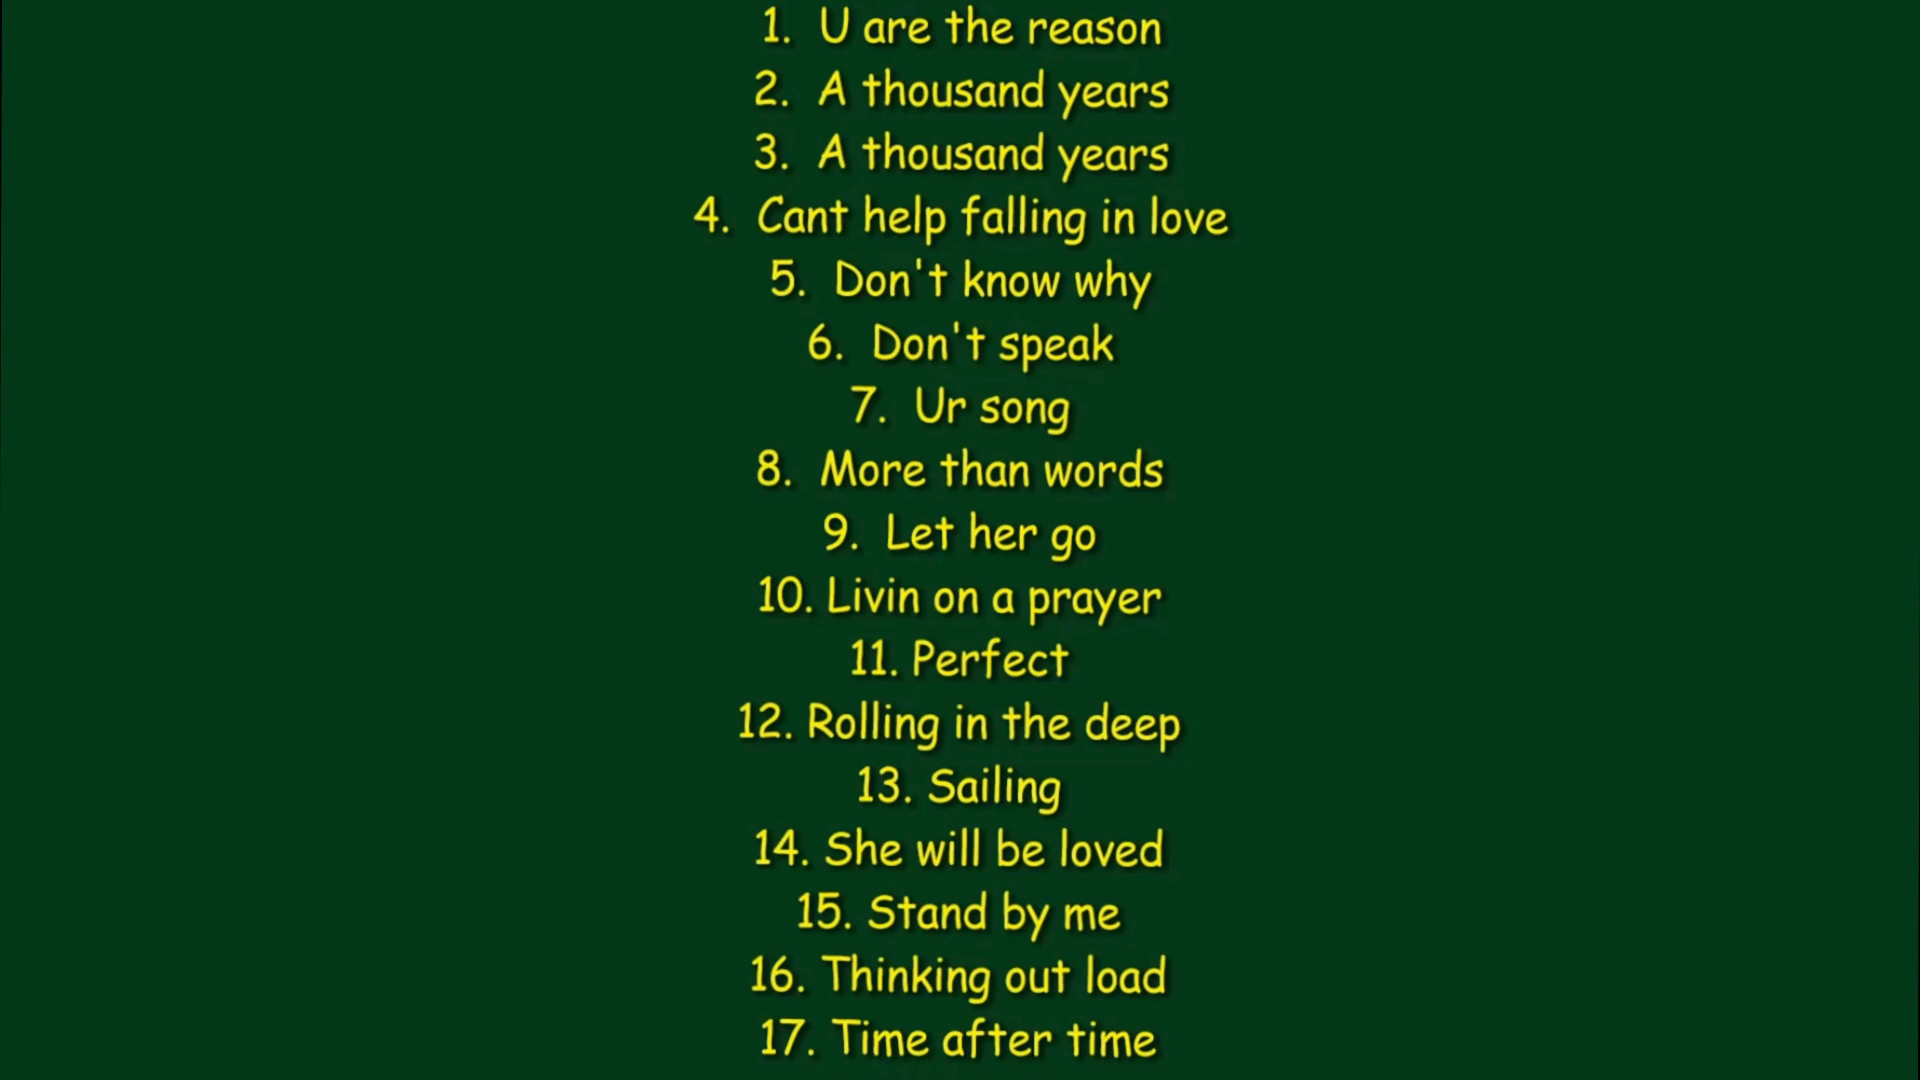 1. U are the reason
2. A thousand years
3. A thousand years
4. Cant help falling in love
5. Don't know why
6. Don't speak
7. Ur song
8. More than words
9. Let her go
10. Livin on a prayer
11. Perfect
12. Rolling in the deep
13. Sailing
14. She will be loved
15. Stand by me
16. Thinking out load
17. Time after time